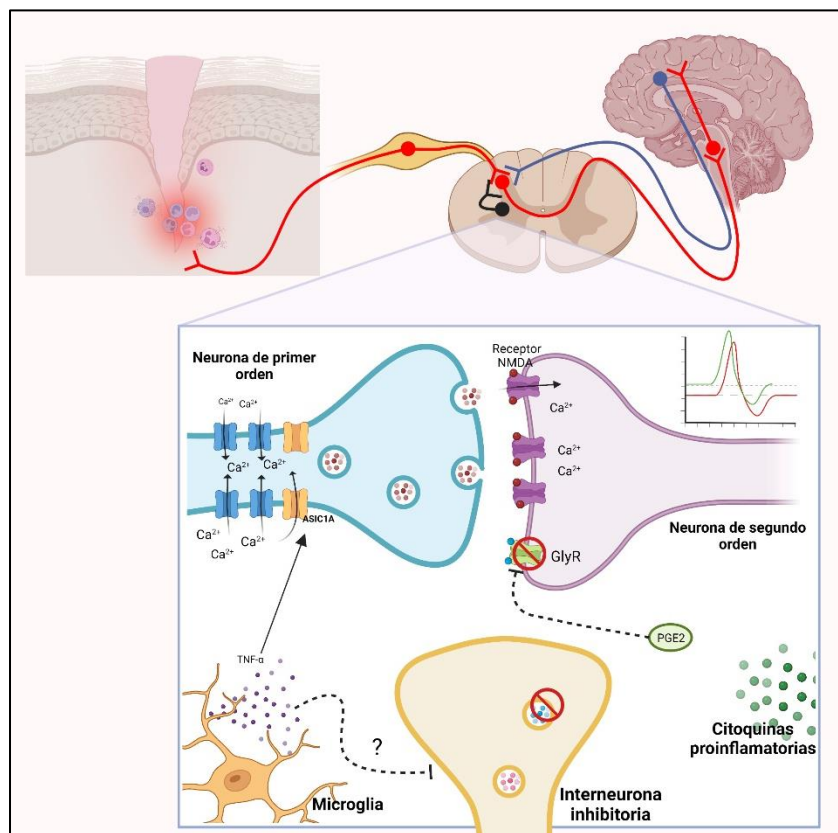 Neurona de primer
orden
Ca²⁺ Ca²⁺
Ca²⁺ Ca²⁺
Ca²⁺
Ca²⁺
Ca²⁺
ASIC1A
Receptor
NMDA
Ca²⁺
Ca²⁺
Ca²⁺
GlyR
Neurona de segundo
orden
PGE2
TNF-α
?
Microglia
Interneurona
inhibitoria
Citoquinas
proinflamatorias